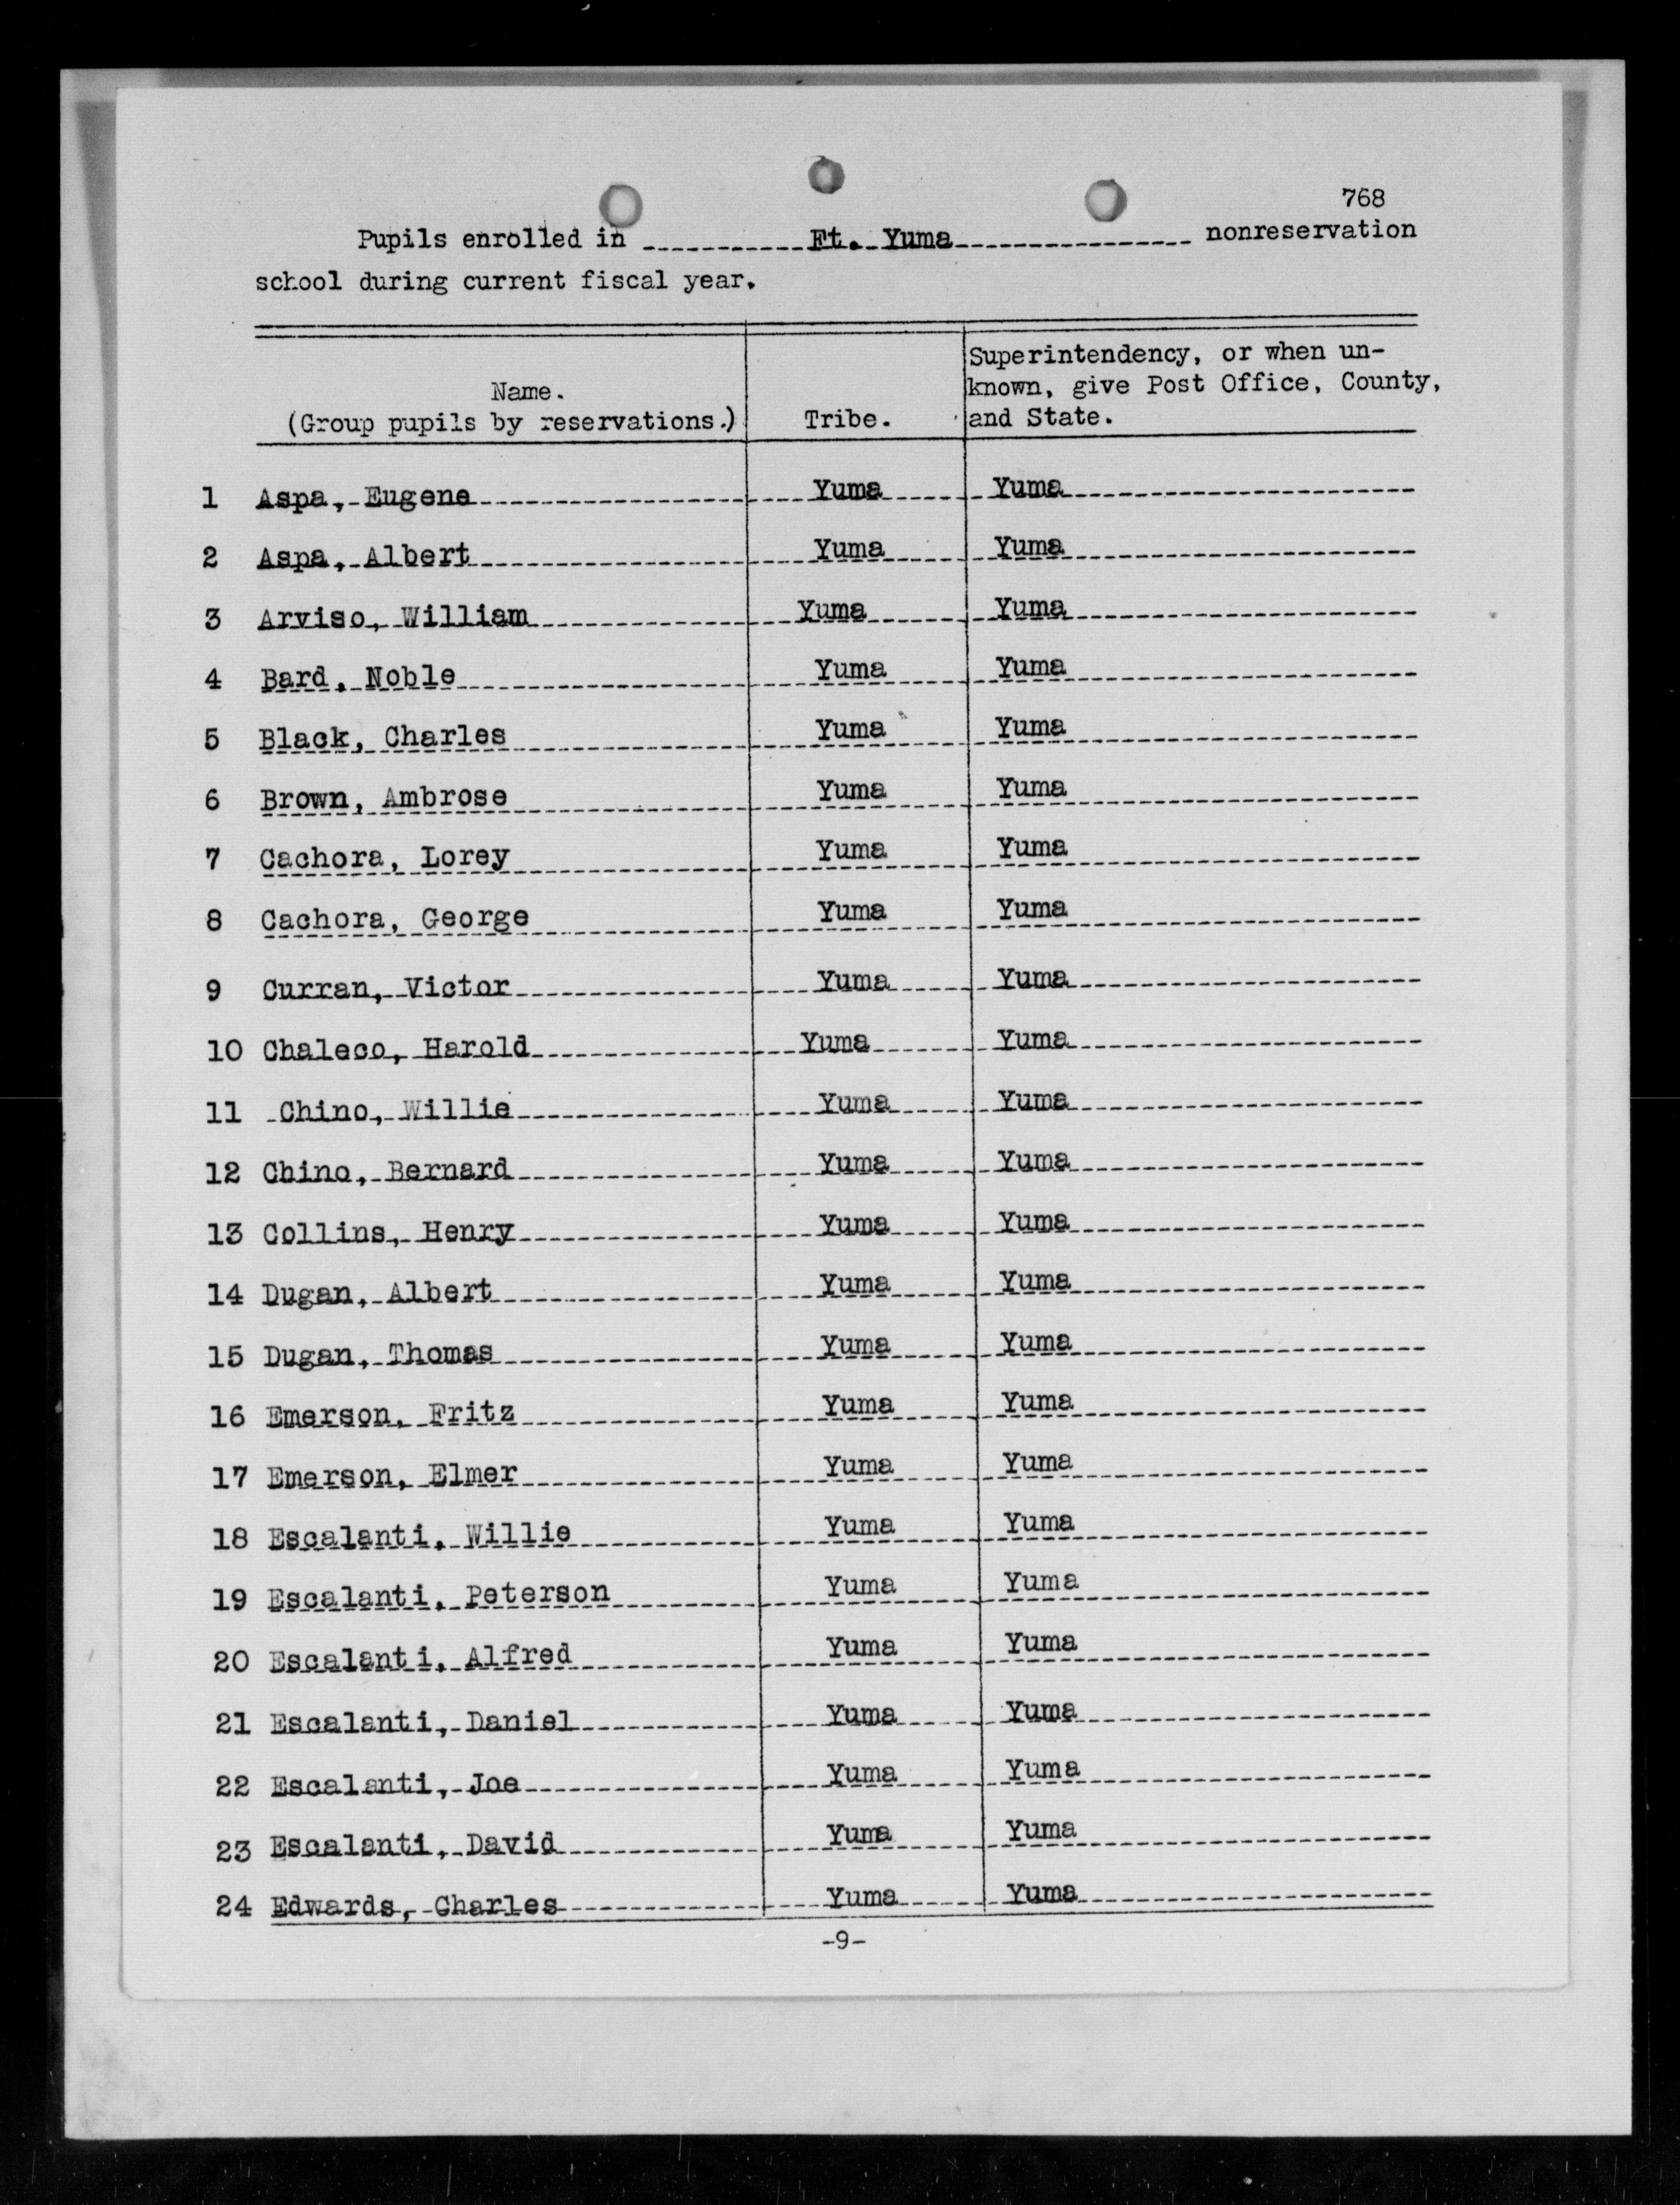 768
Pupils enrolled in Ft. Yuma nonreservation
school during current fiscal year.
Name.
(Group pupils by reservations.)
Tribe.
Superintendency, or when un-
known, give Post Office, County,
and State.
1 Aspa, Eugene Yuma Yuma
2 Aspa, Albert Yuma Yuma
3 Arviso, William Yuma Yuma
4 Bard, Noble Yuma Yuma
5 Black, Charles Yuma Yuma
6 Brown, Ambrose Yuma Yuma
7 Cachora, Lorey Yuma Yuma
8 Cachora, George Yuma Yuma
9 Curran, Victor Yuma Yuma
10 Chaleco, Harold Yuma Yuma
11 Chino, Willie Yuma Yuma
12 Chino, Bernard Yuma Yuma
13 Collins, Henry Yuma Yuma
14 Dugan, Albert Yuma Yuma
15 Dugan, Thomas Yuma Yuma
16 Emerson, Fritz Yuma Yuma
17 Emerson, Elmer Yuma Yuma
18 Escalanti, Willie Yuma Yuma
19 Escalanti, Peterson Yuma Yuma
20 Escalanti, Alfred Yuma Yuma
21 Escalanti, Daniel Yuma Yuma
22 Escalanti, Joe Yuma Yuma
23 Escalanti, David Yuma Yuma
24 Edwards, Charles Yuma Yuma
-9-